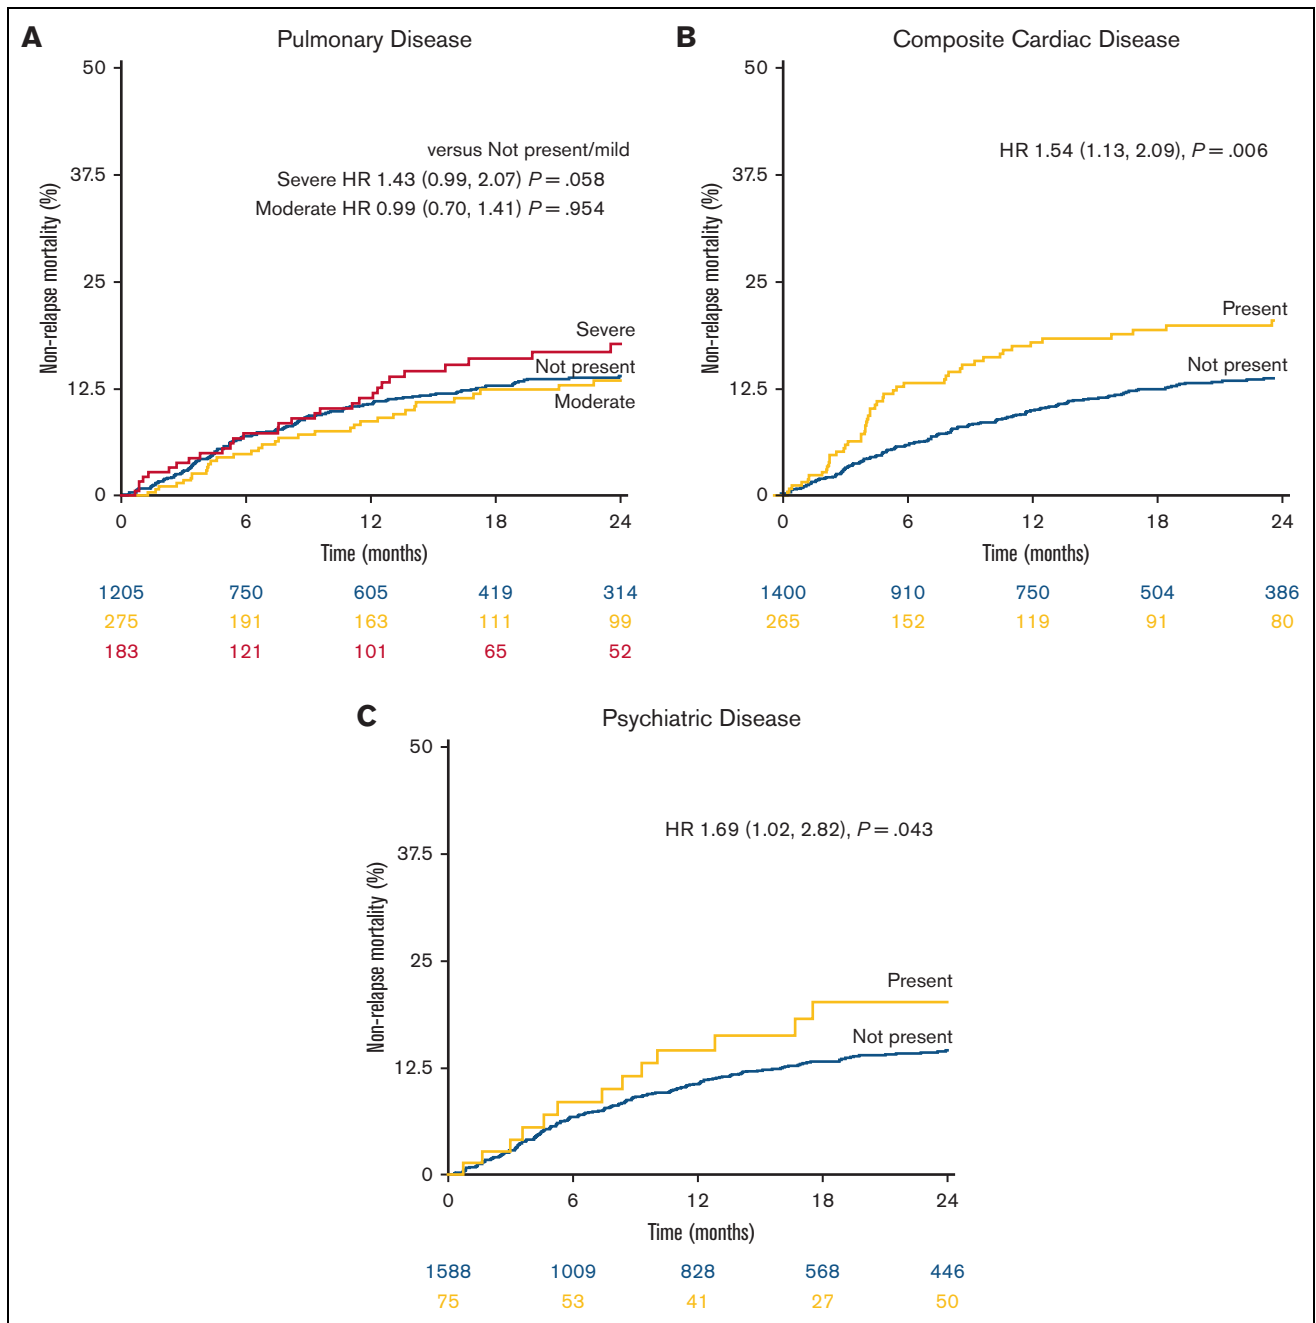 A
Pulmonary Disease
50
37.5
25
12.5
0
Non-relapse mortality (%)
versus Not present/mild
Severe HR 1.43 (0.99, 2.07) P = .058
Moderate HR 0.99 (0.70, 1.41) P = .954
Severe
Not present
Moderate
0 6 12 18 24
Time (months)
1205 750 605 419 314
275 191 163 111 99
183 121 101 65 52
B
Composite Cardiac Disease
50
37.5
25
12.5
0
Non-relapse mortality (%)
HR 1.54 (1.13, 2.09), P = .006
Present
Not present
0 6 12 18 24
Time (months)
1400 910 750 504 386
265 152 119 91 80
C
Psychiatric Disease
50
37.5
25
12.5
0
Non-relapse mortality (%)
HR 1.69 (1.02, 2.82), P = .043
Present
Not present
0 6 12 18 24
Time (months)
1588 1009 828 568 446
75 53 41 27 50